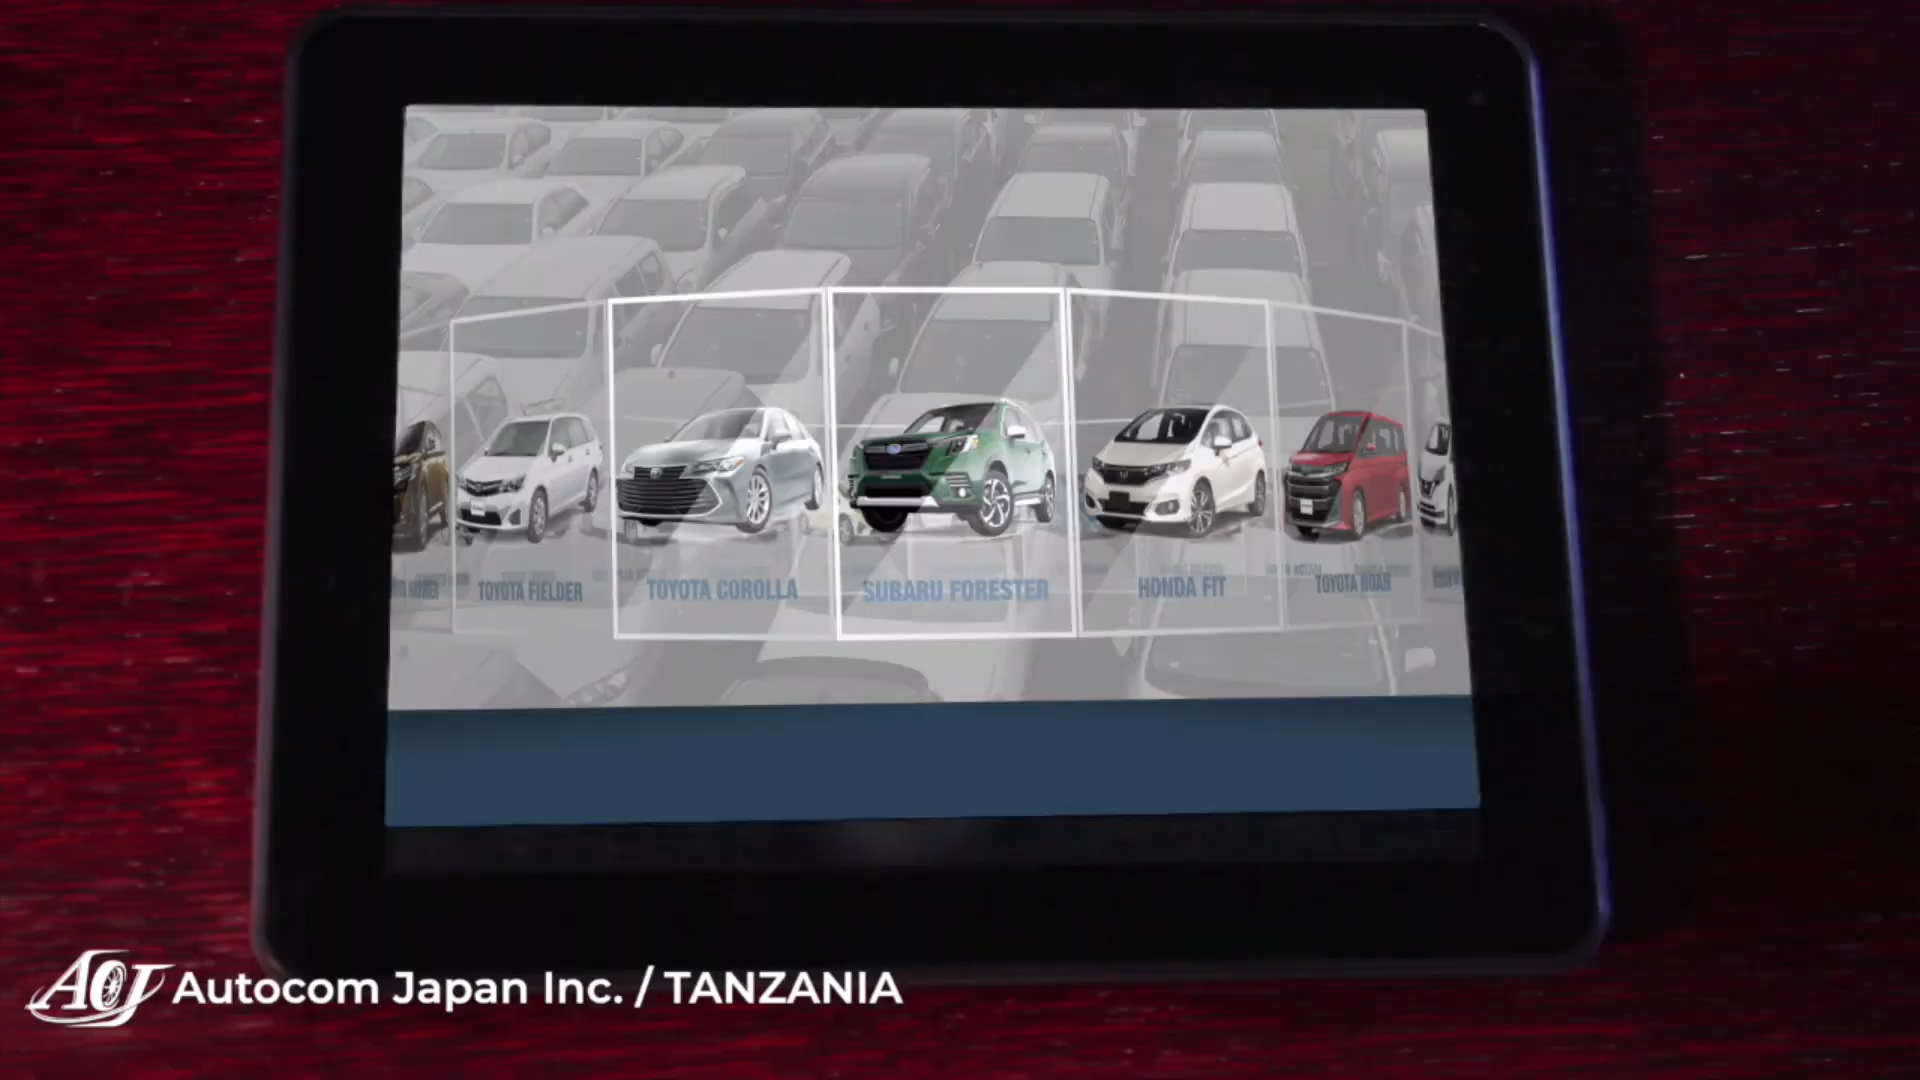 TOYOTA FIELDER
TOYOTA COROLLA
SUBARU FORESTER
HONDA FIT
TOYOTA NOAH
AOJ Autocom Japan Inc. / TANZANIA